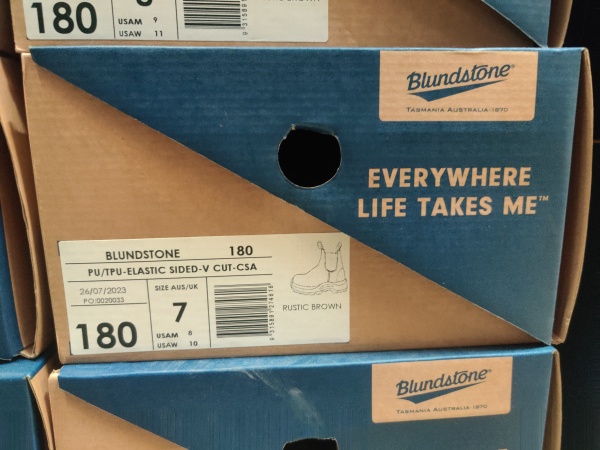 180
USAM 9
USAW 11
Blundstone®
TASMANIA AUSTRALIA·1870
EVERYWHERE
LIFE TAKES ME™
BLUNDSTONE 180
PU/TPU-ELASTIC SIDED-V CUT-CSA
26/07/2023
PO:0020033
180
SIZE AUS/UK
7
USAM 8
USAW 10
RUSTIC BROWN
Blundstone®
TASMANIA AUSTRALIA·1870